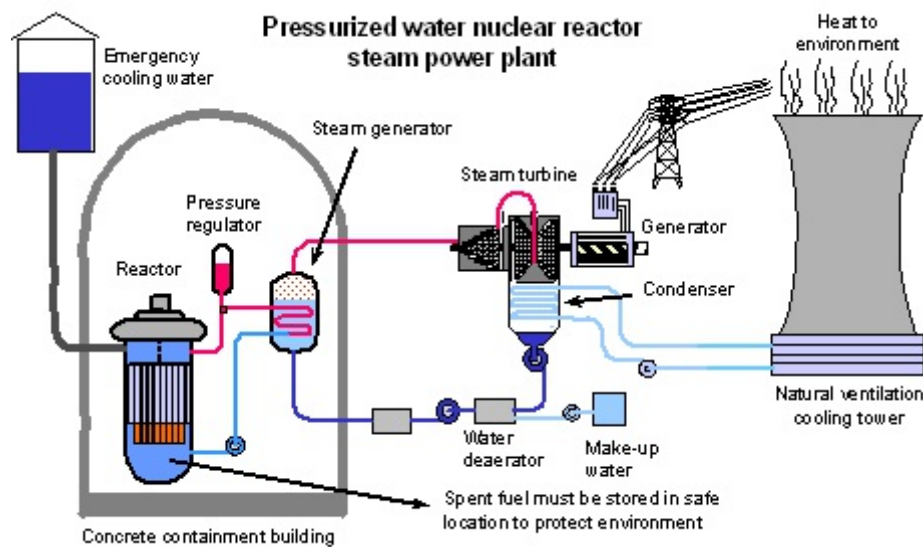 Pressurized water nuclear reactor
steam power plant
Heat to
environment
Emergency
cooling water
Steam generator
Steam turbine
Pressure
regulator
Generator
Reactor
Condenser
Natural ventilation
cooling tower
Water
deaerator
Make-up
water
Spent fuel must be stored in safe
location to protect environment
Concrete containment building